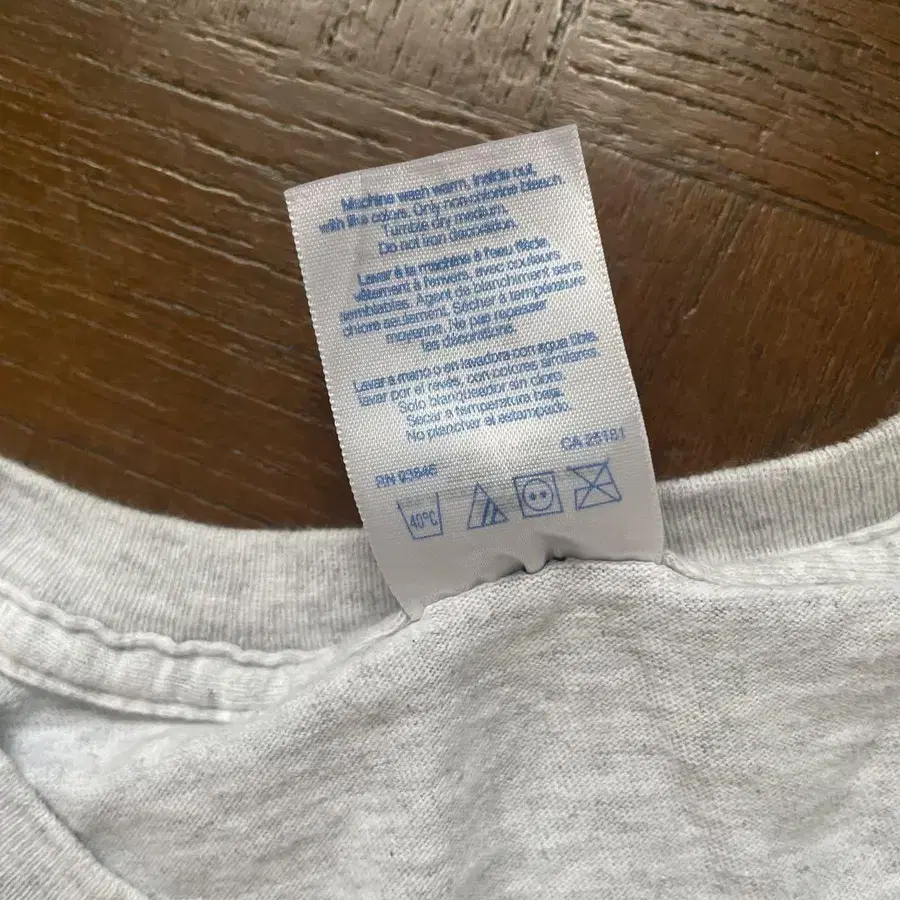 Machine wash warm, inside out,
with like colors. Only non-chlorine bleach.
Tumble dry medium.
Do not iron decoration.
Laver à la machine à l'eau tiède,
vêtement à l'envers, avec couleurs
semblables. Agent de blanchiment sans
chlore seulement. Sécher à température
moyenne. Ne pas repasser
les décorations.
Lavar a mano o en lavadora con agua tibia
lavar por el revés, con colores similares.
Solo blanqueador sin cloro.
Secar a temperatura baja.
No planchar el estampado.
RN 93846 CA 25181
40°C